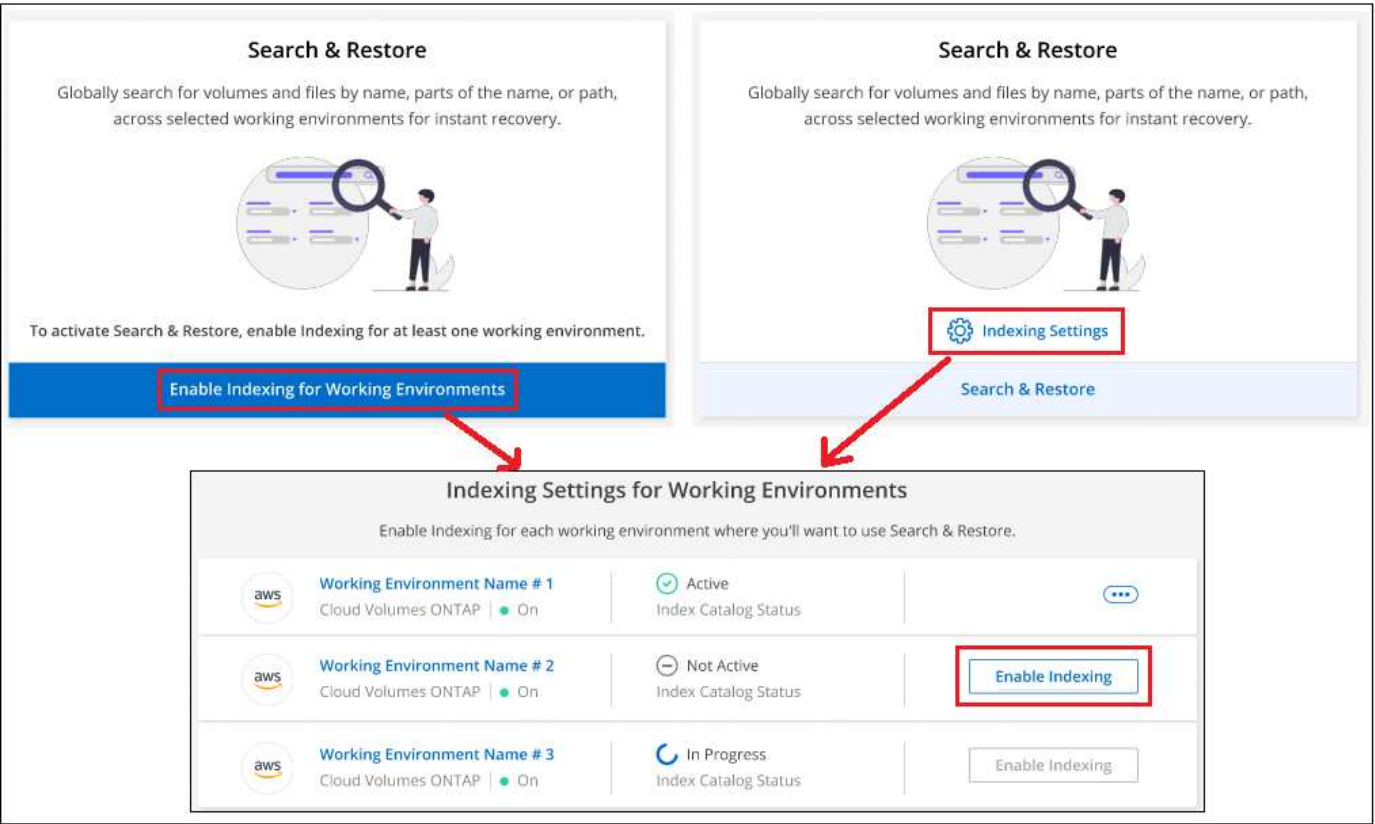 Search & Restore
Globally search for volumes and files by name, parts of the name, or path,
across selected working environments for instant recovery.
To activate Search & Restore, enable Indexing for at least one working environment.
Enable Indexing for Working Environments
Search & Restore
Globally search for volumes and files by name, parts of the name, or path,
across selected working environments for instant recovery.
Indexing Settings
Search & Restore
Indexing Settings for Working Environments
Enable Indexing for each working environment where you'll want to use Search & Restore.
aws
Working Environment Name # 1
Cloud Volumes ONTAP | On
Active
Index Catalog Status
aws
Working Environment Name # 2
Cloud Volumes ONTAP | On
Not Active
Index Catalog Status
Enable Indexing
aws
Working Environment Name # 3
Cloud Volumes ONTAP | On
In Progress
Index Catalog Status
Enable Indexing